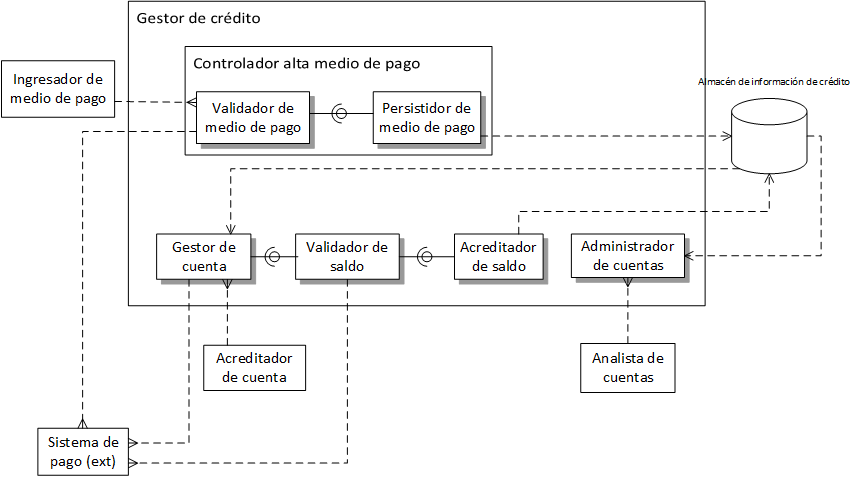 Gestor de crédito
Controlador alta medio de pago
Ingresador de
medio de pago
Validador de
medio de pago
Persistidor de
medio de pago
Almacén de información de crédito
Gestor de
cuenta
Validador de
saldo
Acreditador
de saldo
Administrador
de cuentas
Acreditador
de cuenta
Analista de
cuentas
Sistema de
pago (ext)